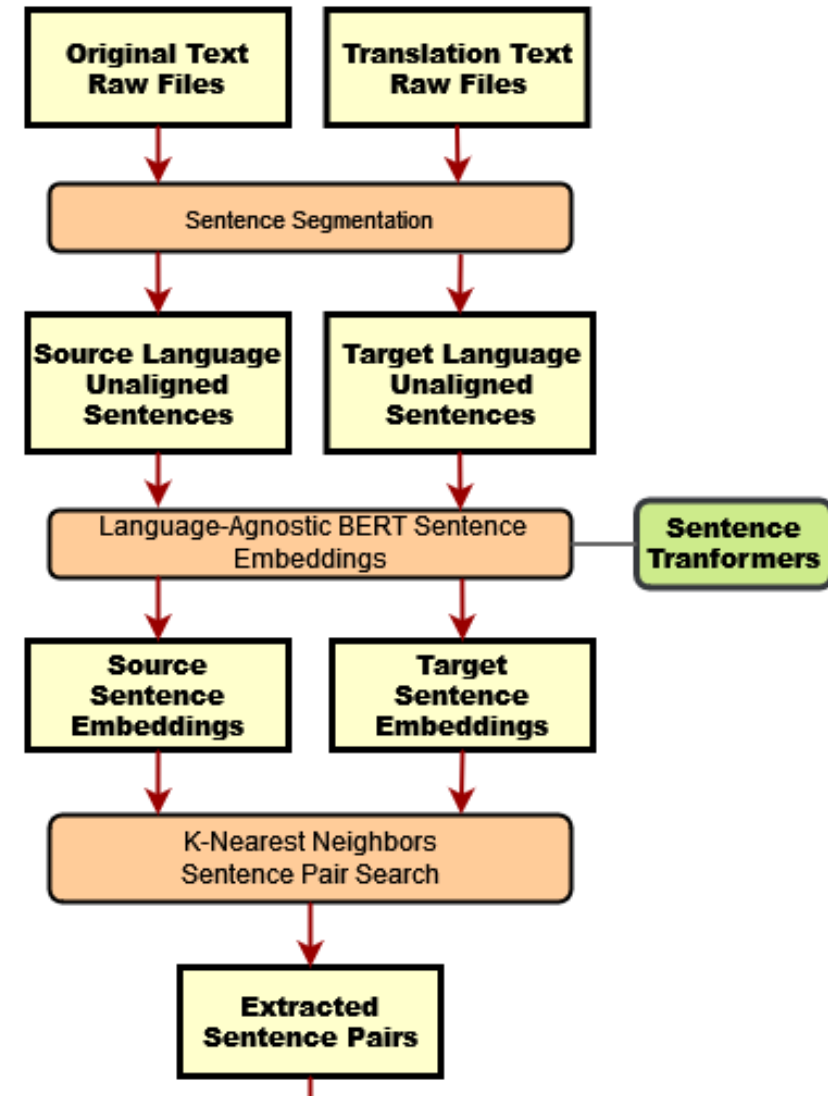 Original Text
Raw Files
Translation Text
Raw Files
Sentence Segmentation
Source Language
Unaligned
Sentences
Target Language
Unaligned
Sentences
Language-Agnostic BERT Sentence
Embeddings
Sentence
Tranformers
Source
Sentence
Embeddings
Target
Sentence
Embeddings
K-Nearest Neighbors
Sentence Pair Search
Extracted
Sentence Pairs